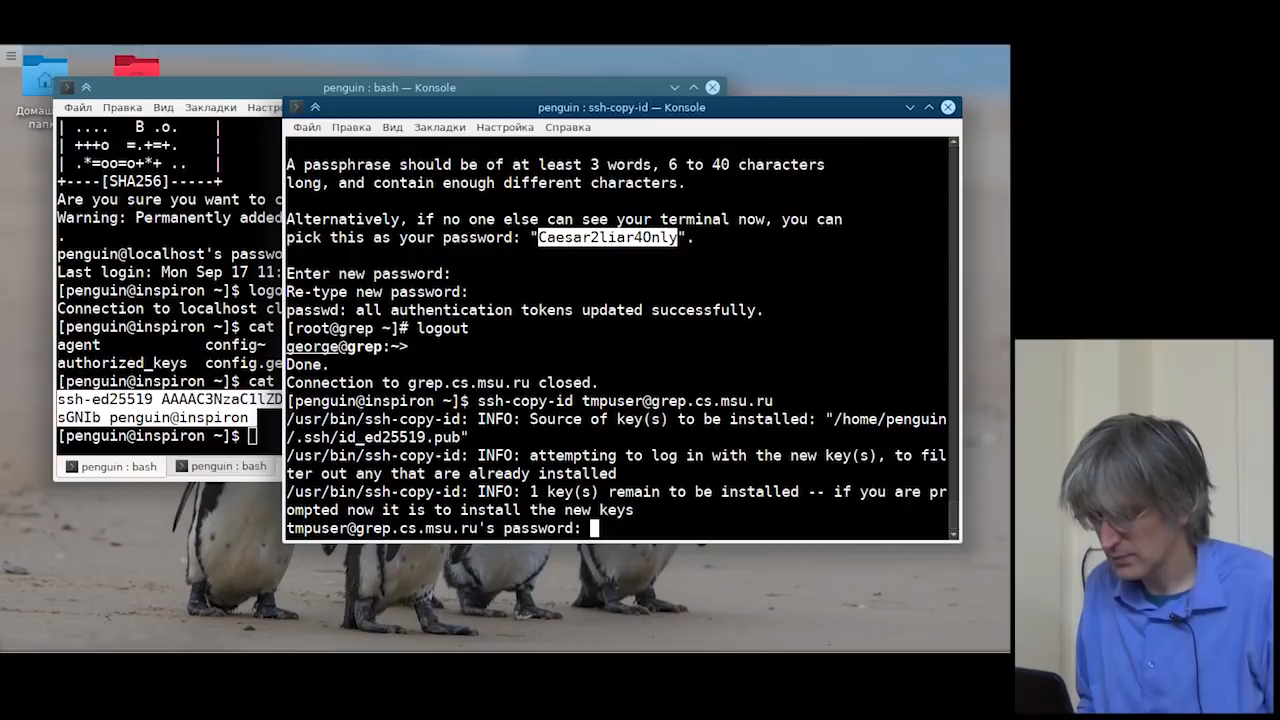 Домаш
папк
penguin : bash — Konsole
Файл Правка Вид Закладки Настро
| .... B .o. |
| +++o =.+=+. |
| .*=oo=o+*+ .. |
+----[SHA256]-----+
Are you sure you want to c
Warning: Permanently added
.
penguin@localhost's passwo
Last login: Mon Sep 17 11:
[penguin@inspiron ~]$ logo
Connection to localhost cl
[penguin@inspiron ~]$ cat
agent config~
authorized_keys config.ge
[penguin@inspiron ~]$ cat
ssh-ed25519 AAAAC3NzaC1lZD
sGNIb penguin@inspiron
[penguin@inspiron ~]$
penguin : bash penguin : bash
penguin : ssh-copy-id — Konsole
Файл Правка Вид Закладки Настройка Справка
A passphrase should be of at least 3 words, 6 to 40 characters
long, and contain enough different characters.
Alternatively, if no one else can see your terminal now, you can
pick this as your password: "Caesar2liar4Only".
Enter new password:
Re-type new password:
passwd: all authentication tokens updated successfully.
[root@grep ~]# logout
george@grep:~>
Done.
Connection to grep.cs.msu.ru closed.
[penguin@inspiron ~]$ ssh-copy-id tmpuser@grep.cs.msu.ru
/usr/bin/ssh-copy-id: INFO: Source of key(s) to be installed: "/home/penguin
/.ssh/id_ed25519.pub"
/usr/bin/ssh-copy-id: INFO: attempting to log in with the new key(s), to fil
ter out any that are already installed
/usr/bin/ssh-copy-id: INFO: 1 key(s) remain to be installed -- if you are pr
ompted now it is to install the new keys
tmpuser@grep.cs.msu.ru's password: